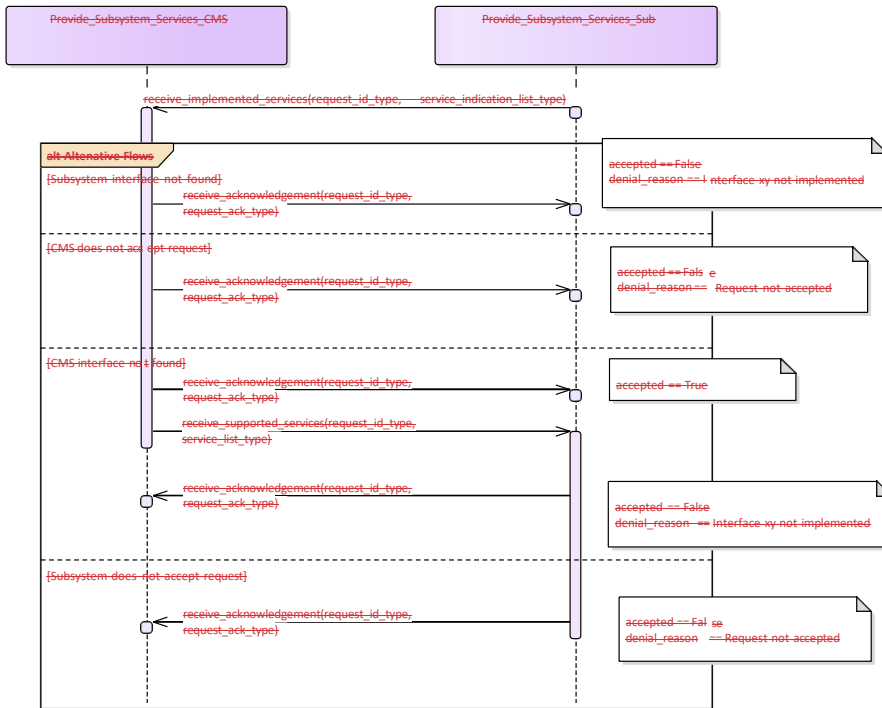 Provide_Subsystem_Services_CMS
Provide_Subsystem_Services_Sub
receive_implemented_services(request_id_type, service_indication_list_type)
alt Altenative Flows
[Subsystem interface not found]
receive_acknowledgement(request_id_type,
request_ack_type)
accepted == False
denial_reason == I nterface xy not implemented
[CMS does not acc ept request]
receive_acknowledgement(request_id_type,
request_ack_type)
accepted == Fals e
denial_reason == Request not accepted
[CMS interface not found]
receive_acknowledgement(request_id_type,
request_ack_type)
accepted == True
receive_supported_services(request_id_type,
service_list_type)
receive_acknowledgement(request_id_type,
request_ack_type)
accepted == False
denial_reason == Interface xy not implemented
[Subsystem does not accept request]
receive_acknowledgement(request_id_type,
request_ack_type)
accepted == Fal se
denial_reason == Request not accepted